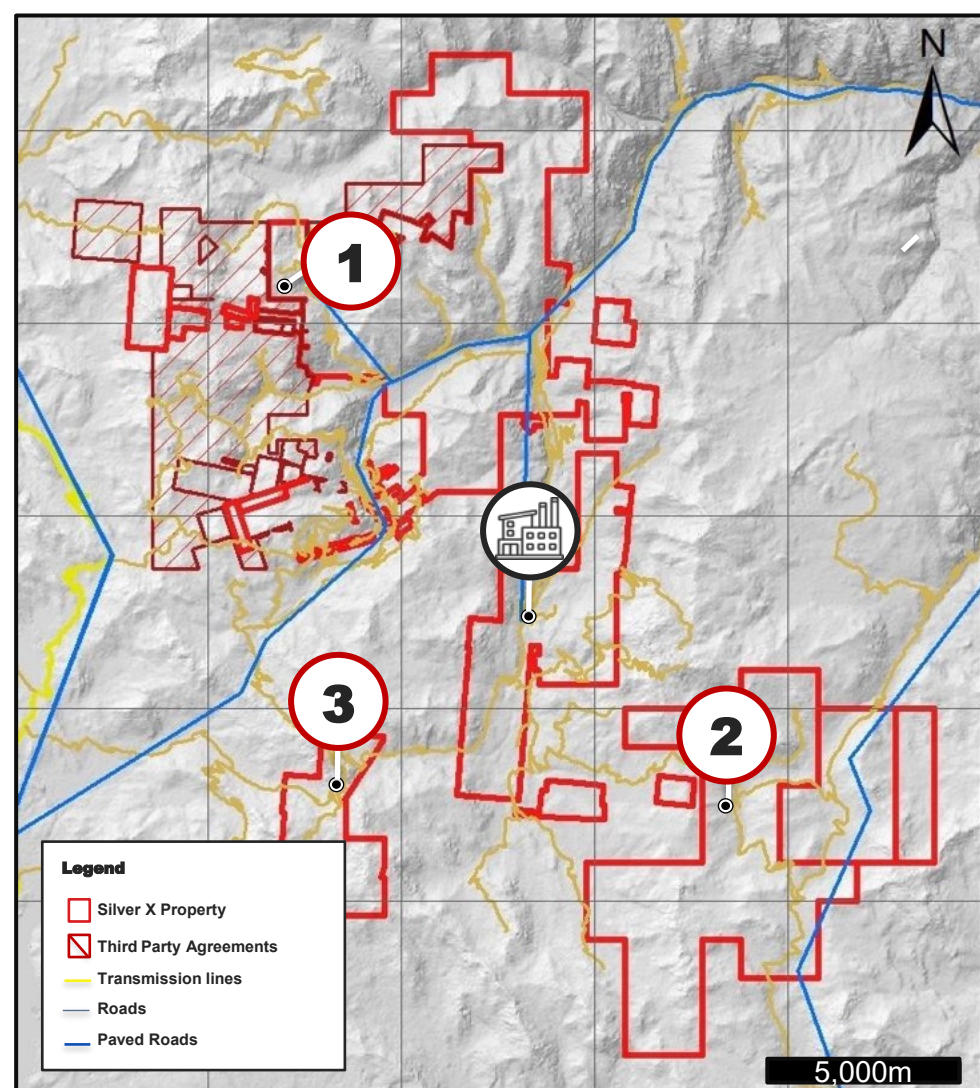 N
1
3
2
Legend
Silver X Property
Third Party Agreements
Transmission lines
Roads
Paved Roads
5,000m